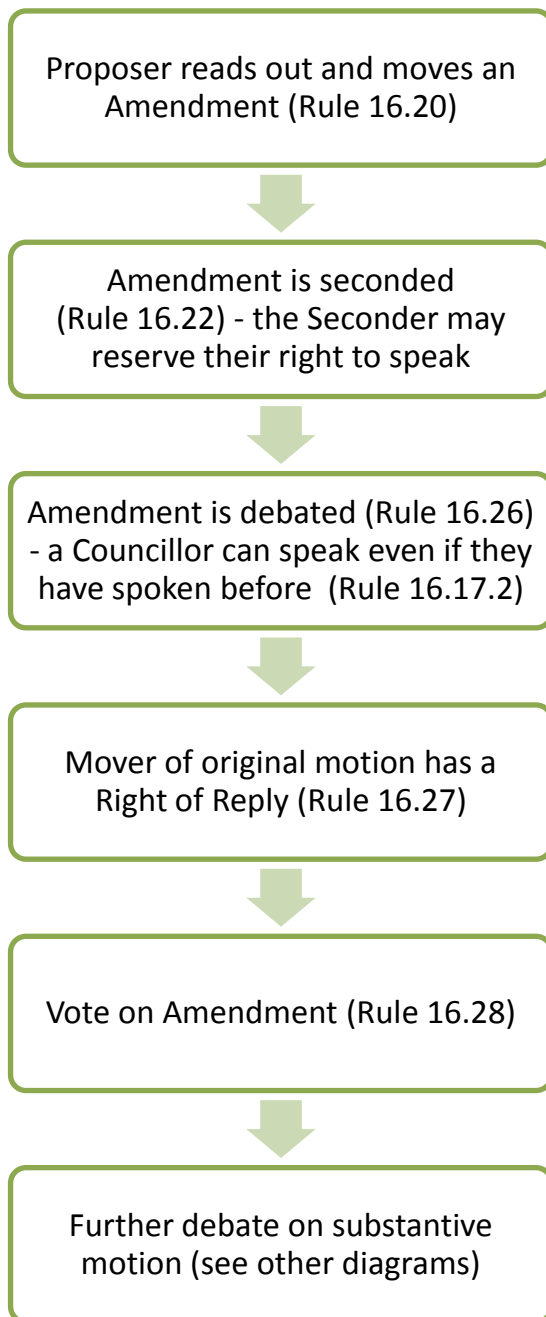 Proposer reads out and moves an
Amendment (Rule 16.20)
Amendment is seconded
(Rule 16.22) - the Seconder may
reserve their right to speak
Amendment is debated (Rule 16.26)
- a Councillor can speak even if they
have spoken before (Rule 16.17.2)
Mover of original motion has a
Right of Reply (Rule 16.27)
Vote on Amendment (Rule 16.28)
Further debate on substantive
motion (see other diagrams)